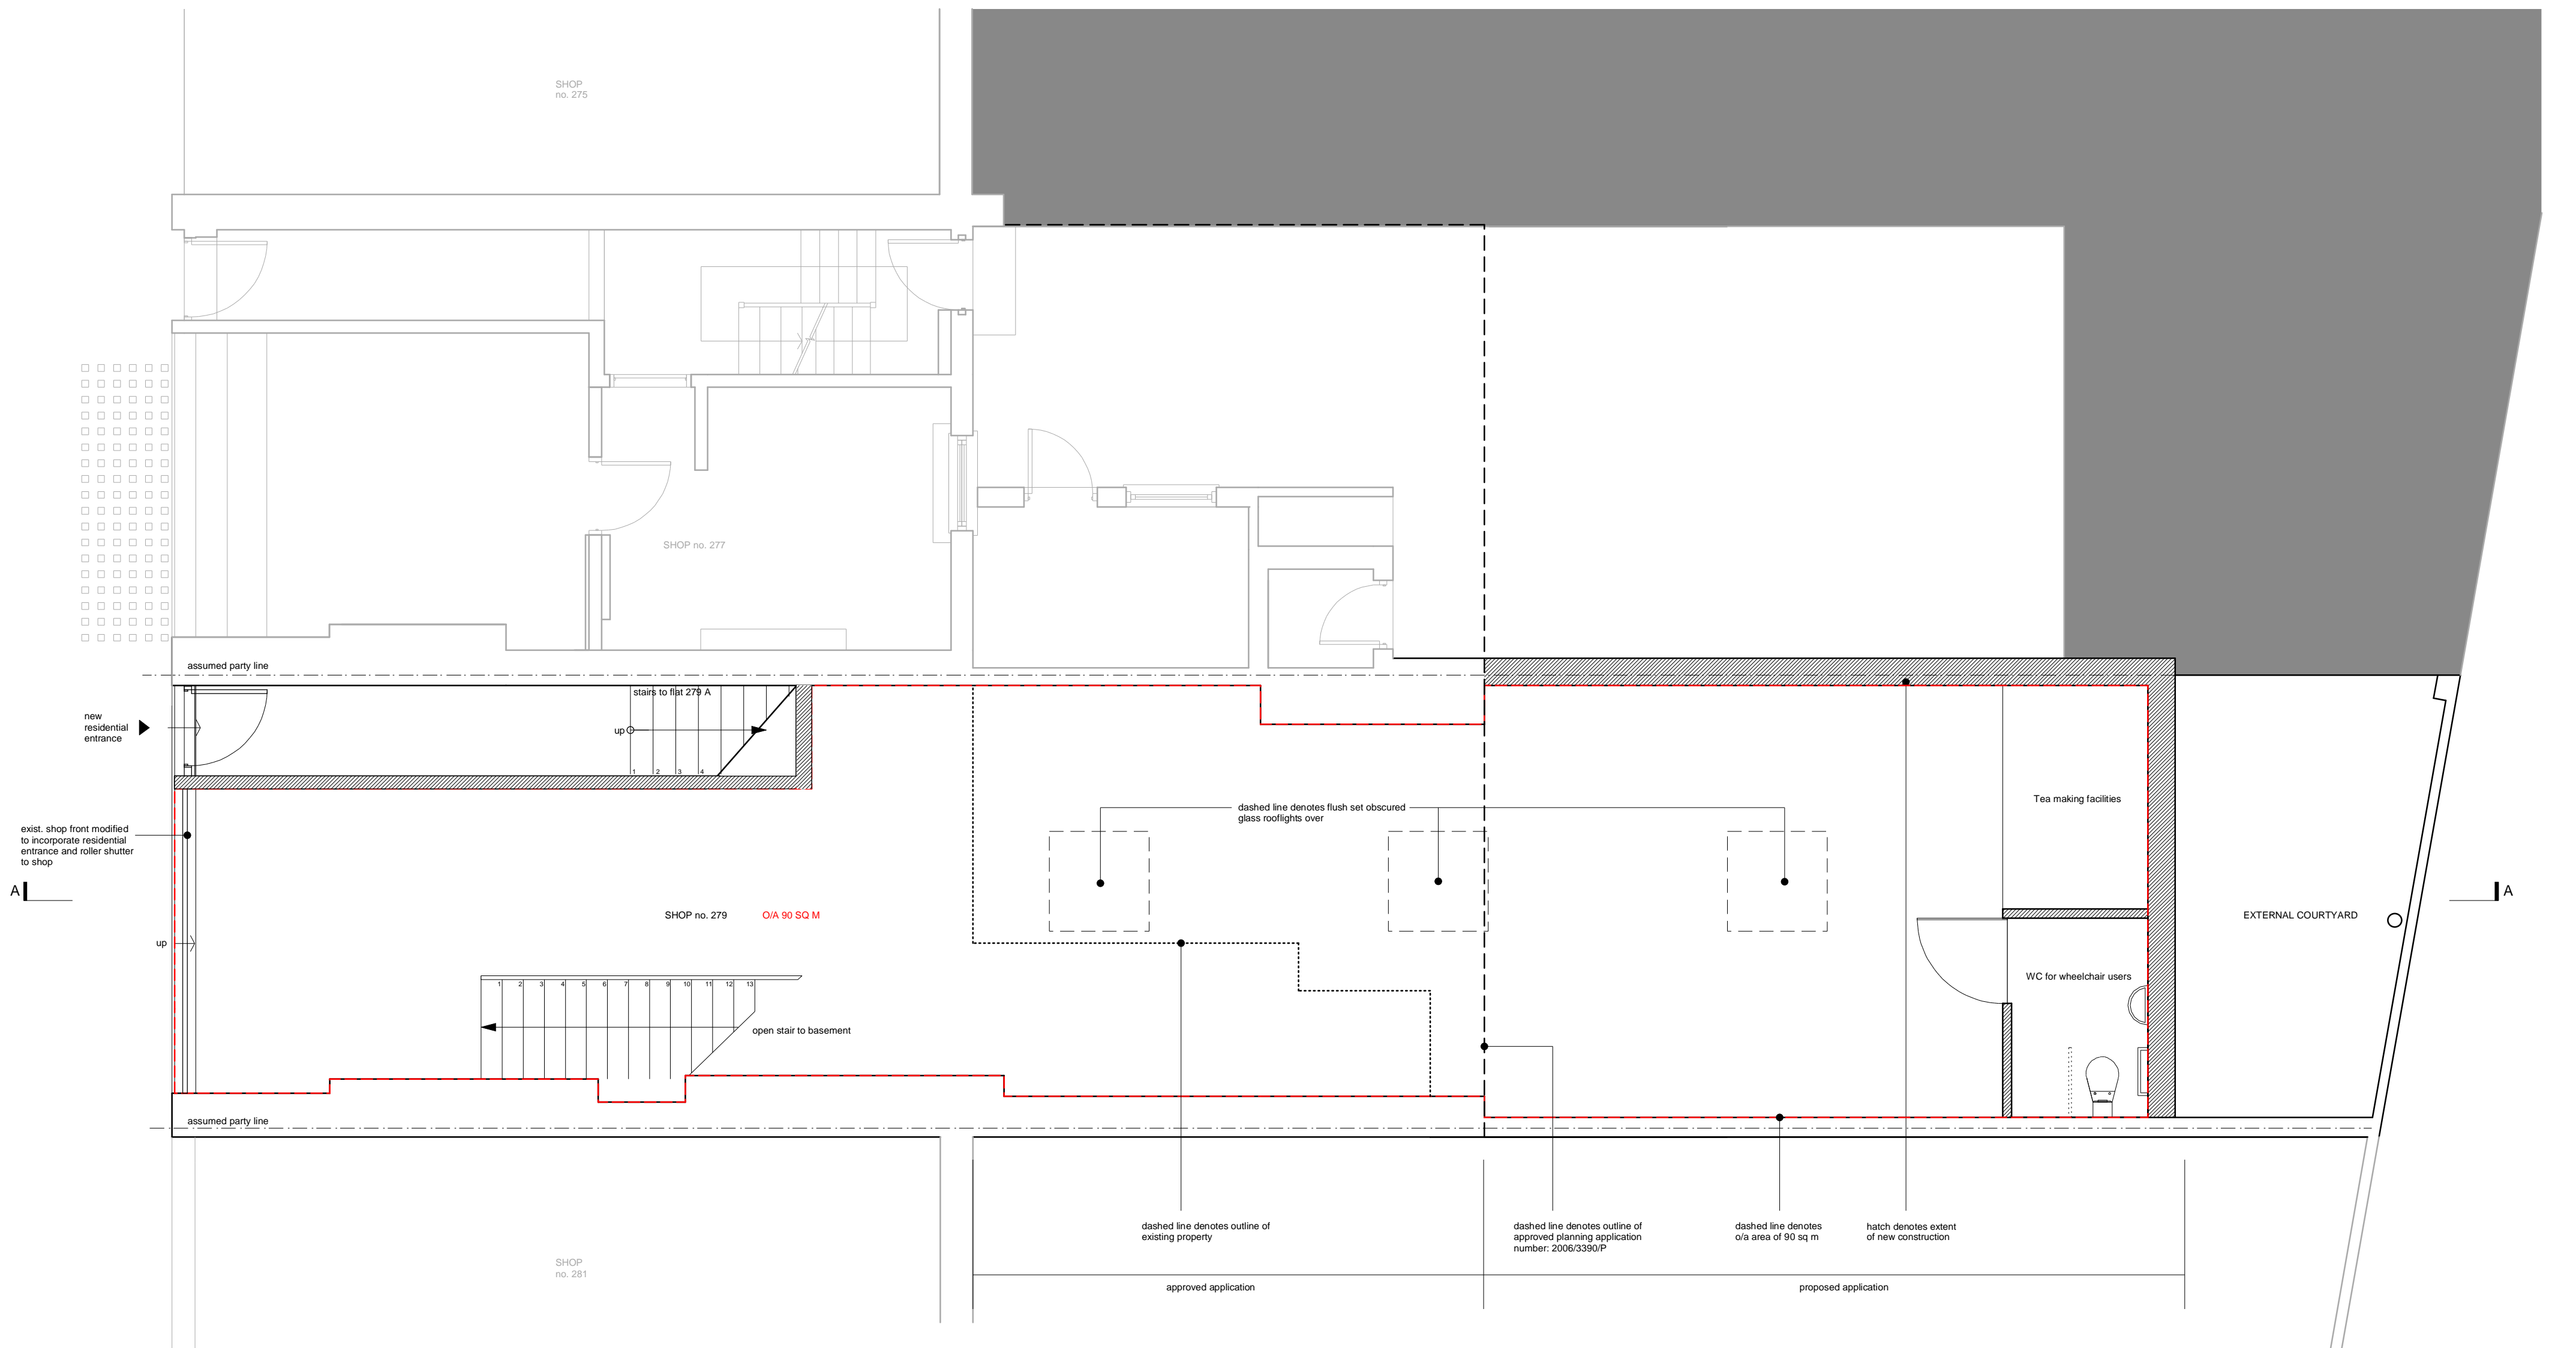 SHOP
no. 275
SHOP no. 277
assumed party line
stairs to flat 279 A
new
residential
entrance
up
1 2 3 4
Tea making facilities
dashed line denotes flush set obscured
glass rooflights over
exist. shop front modified
to incorporate residential
entrance and roller shutter
to shop
A
A
SHOP no. 279 O/A 90 SQ M
EXTERNAL COURTYARD
up
WC for wheelchair users
1 2 3 4 5 6 7 8 9 10 11 12 13
open stair to basement
assumed party line
dashed line denotes outline of
existing property
dashed line denotes outline of
approved planning application
number: 2006/3390/P
dashed line denotes
o/a area of 90 sq m
hatch denotes extent
of new construction
SHOP
no. 281
approved application
proposed application